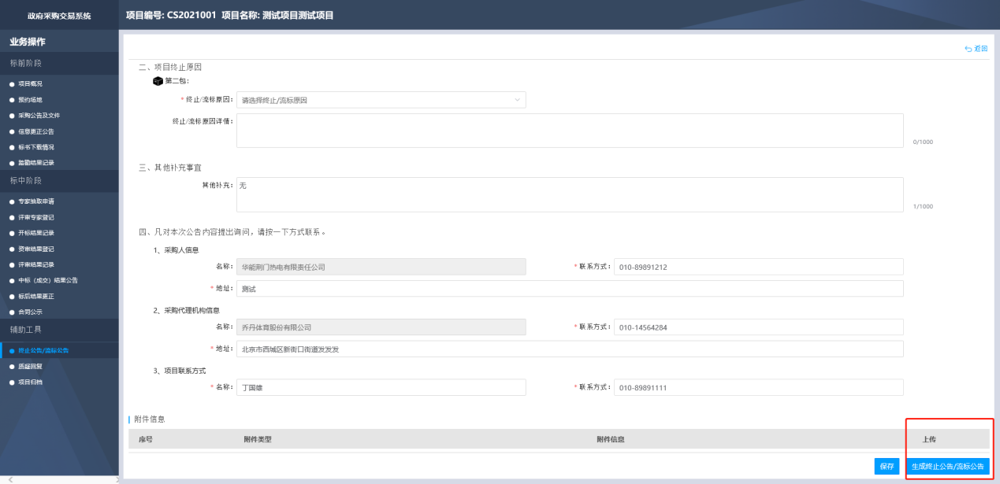 政府采购交易系统
项目编号: CS2021001 项目名称: 测试项目测试项目
业务操作
标前阶段
项目概况
预约场地
采购公告及文件
信息更正公告
标书下载情况
踏勘结果记录
标中阶段
专家抽取申请
评审专家登记
开标结果记录
资审结果登记
评审结果记录
中标（成交）结果公告
标后结果更正
合同公示
辅助工具
终止公告/流标公告
质疑回复
项目归档
返回
二、项目终止原因
第二包:
* 终止/流标原因: 请选择终止/流标原因
终止/流标原因详情:
0/1000
三、其他补充事宜
其他补充: 无
1/1000
四、凡对本次公告内容提出询问，请按一下方式联系。
1、采购人信息
名称: 华能荆门热电有限责任公司 * 联系方式: 010-89891212
* 地址: 测试
2、采购代理机构信息
名称: 乔丹体育股份有限公司 * 联系方式: 010-14564284
* 地址: 北京市西城区新街口街道发发发
3、项目联系方式
* 名称: 丁国雄 * 联系方式: 010-89891111
附件信息
序号 附件类型 附件信息 上传
保存 生成终止公告/流标公告